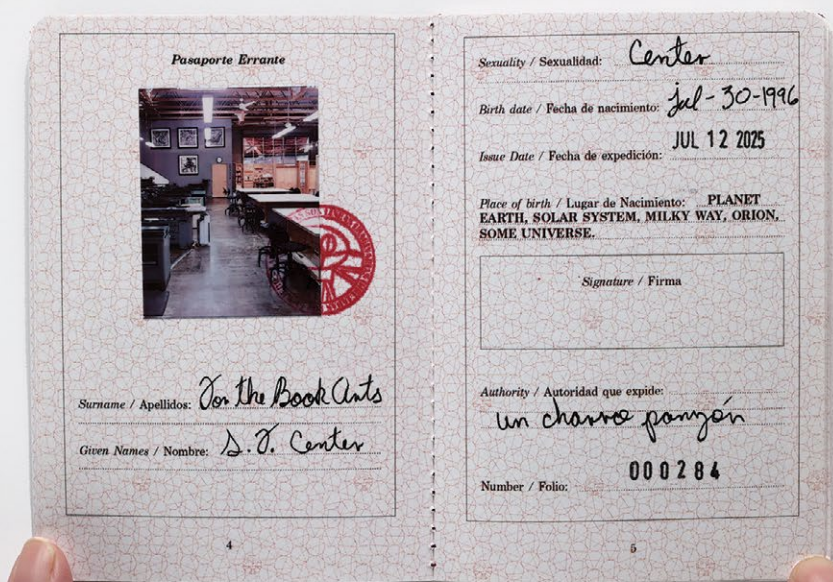 Pasaporte Errante
Surname / Apellidos: For the Book Arts
Given Names / Nombre: S. F. Center
4
Sexuality / Sexualidad: Center
Birth date / Fecha de nacimiento: Jul - 30 - 1996
JUL 12 2025
Issue Date / Fecha de expedición:
Place of birth / Lugar de Nacimiento: PLANET
EARTH, SOLAR SYSTEM, MILKY WAY, ORION,
SOME UNIVERSE.
Signature / Firma
Authority / Autoridad que expide:
un charro panzón
000284
Number / Folio:
5